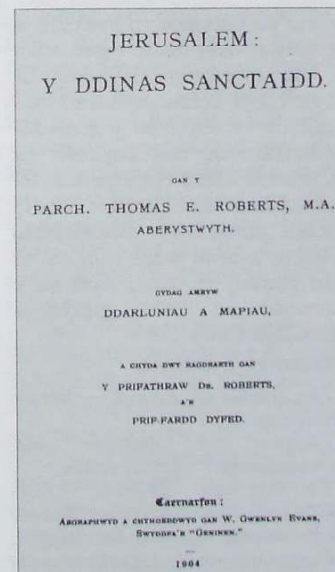 JERUSALEM:
Y DDINAS SANCTAIDD.
GAN Y
PARCH. THOMAS E. ROBERTS, M.A.
ABERYSTWYTH.
GYDAG AMRYW
DDARLUNIAU A MAPIAU,
A CHYDA DWY RAGDRAETH GAN
Y PRIFATHRAW DR. ROBERTS,
A'R
PRIF-FARDD DYFED.
Caernarfon:
ARGRAPHWYD A CHYHOEDDWYD GAN W. GWENLYN EVANS,
SWYDDFA'R "GENINEN."
1904